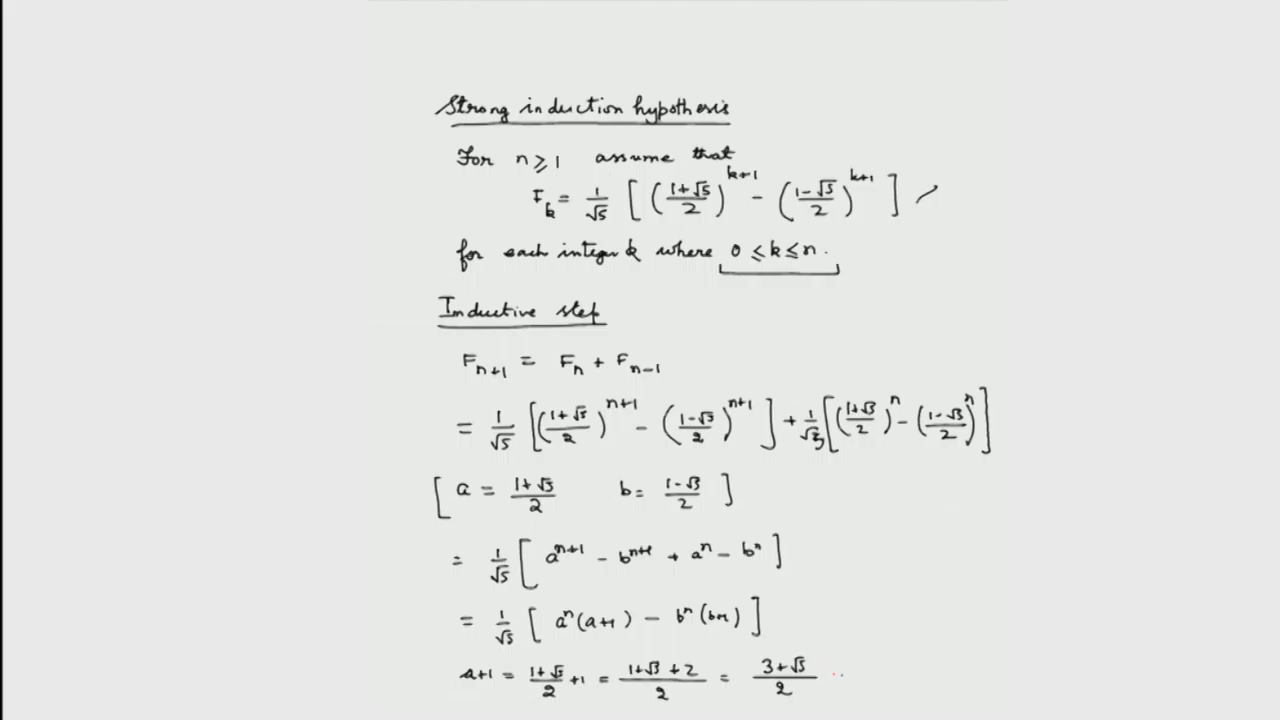 Strong induction hypothesis
For n ≥ 1 assume that
F_k = 1/√5 [ ((1+√5)/2)^(k+1) - ((1-√5)/2)^(k+1) ]
for each integer k where 0 ≤ k ≤ n.
Inductive step
F_(n+1) = F_n + F_(n-1)
= 1/√5 [ ((1+√5)/2)^(n+1) - ((1-√5)/2)^(n+1) ] + 1/√5 [ ((1+√5)/2)^n - ((1-√5)/2)^n ]
[ a = (1+√5)/2 b = (1-√5)/2 ]
= 1/√5 [ a^(n+1) - b^(n+1) + a^n - b^n ]
= 1/√5 [ a^n (a+1) - b^n (b+1) ]
a+1 = (1+√5)/2 + 1 = (1+√5+2)/2 = (3+√5)/2